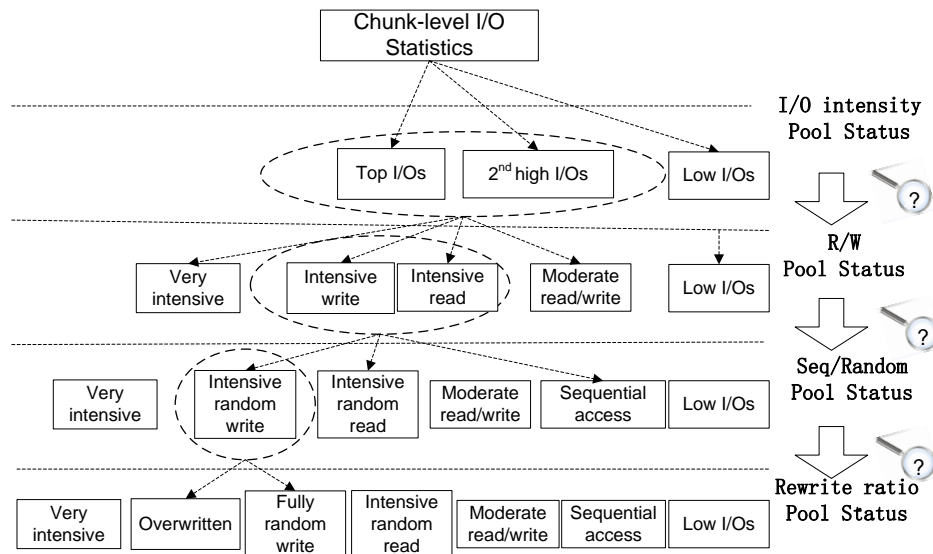 Chunk-level I/O
Statistics
I/O intensity
Pool Status
Top I/Os
2nd high I/Os
Low I/Os
?
R/W
Pool Status
Very
intensive
Intensive
write
Intensive
read
Moderate
read/write
Low I/Os
?
Seq/Random
Pool Status
Very
intensive
Intensive
random
write
Intensive
random
read
Moderate
read/write
Sequential
access
Low I/Os
?
Rewrite ratio
Pool Status
Very
intensive
Overwritten
Fully
random
write
Intensive
random
read
Moderate
read/write
Sequential
access
Low I/Os